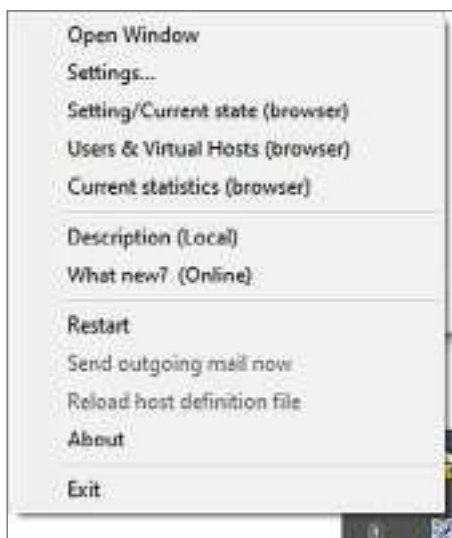 Open Window
Settings...
Setting/Current state (browser)
Users & Virtual Hosts (browser)
Current statistics (browser)
Description (Local)
What new? (Online)
Restart
Send outgoing mail now
Reload host definition file
About
Exit